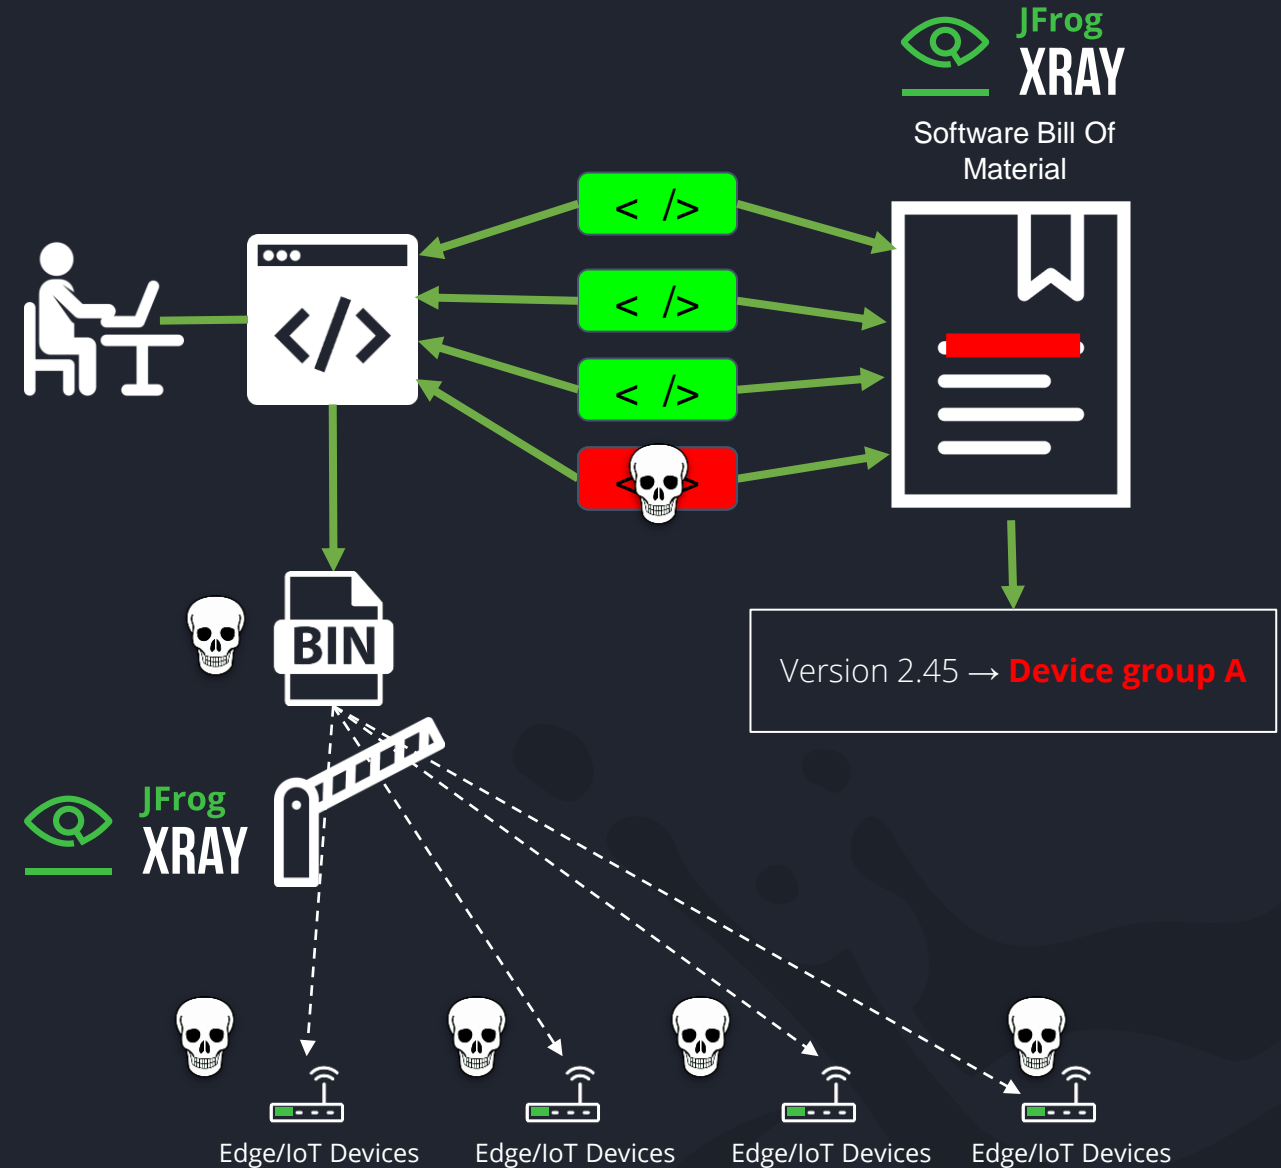 JFrog
XRAY
Software Bill Of
Material
< />
< />
< />
< >
</>
BIN
Version 2.45 → Device group A
JFrog
XRAY
Edge/IoT Devices
Edge/IoT Devices
Edge/IoT Devices
Edge/IoT Devices